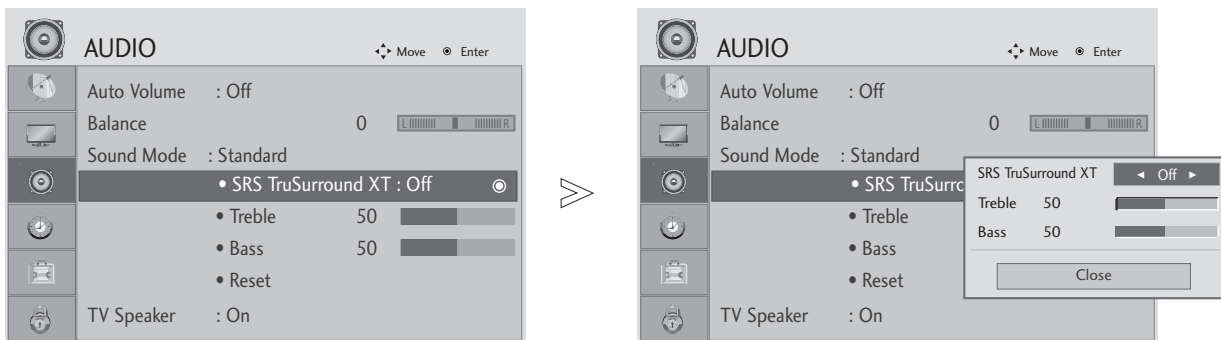 AUDIO
Move Enter
Auto Volume : Off
Balance 0 L R
Sound Mode : Standard
• SRS TruSurround XT : Off
• Treble 50
• Bass 50
• Reset
TV Speaker : On
AUDIO
Move Enter
Auto Volume : Off
Balance 0 L R
Sound Mode : Standard
• SRS TruSurro
• Treble
• Bass
• Reset
TV Speaker : On
SRS TruSurround XT ◄ Off ►
Treble 50
Bass 50
Close